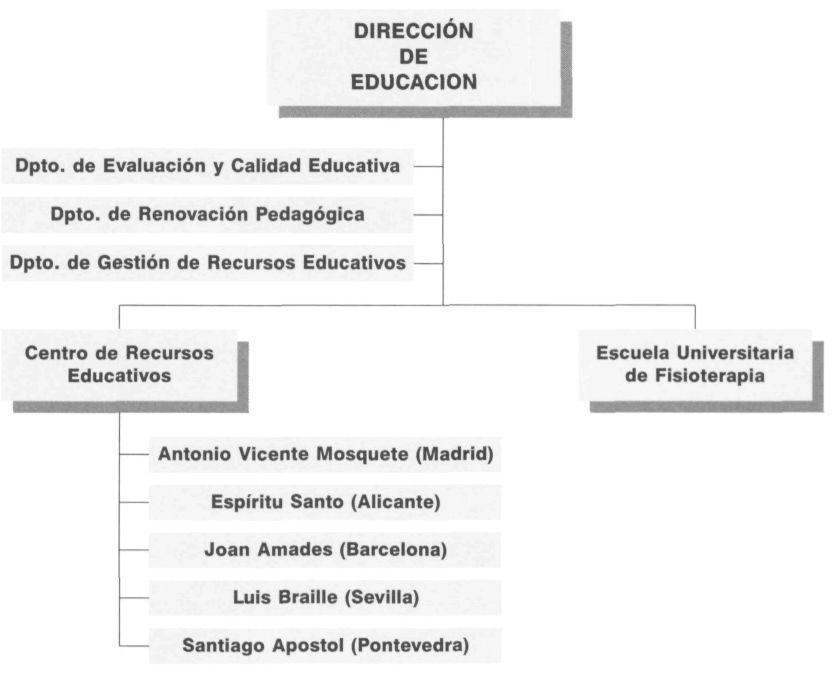 DIRECCIÓN
DE
EDUCACION
Dpto. de Evaluación y Calidad Educativa
Dpto. de Renovación Pedagógica
Dpto. de Gestión de Recursos Educativos
Centro de Recursos
Educativos
Escuela Universitaria
de Fisioterapia
Antonio Vicente Mosquete (Madrid)
Espíritu Santo (Alicante)
Joan Amades (Barcelona)
Luis Braille (Sevilla)
Santiago Apostol (Pontevedra)